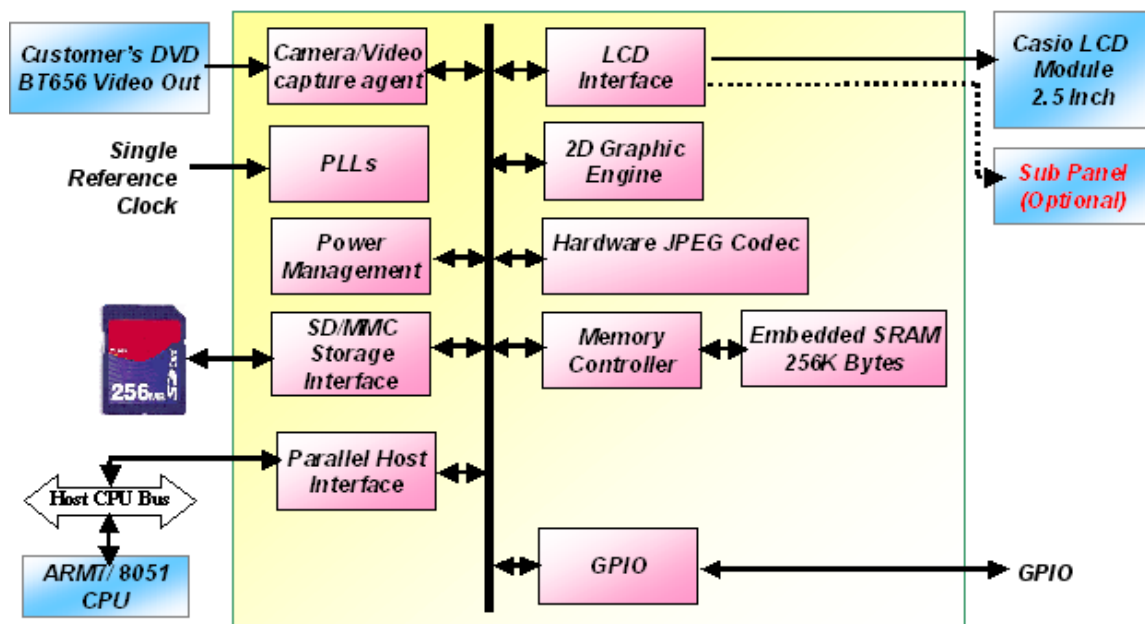 Customer's DVD
BT656 Video Out
Camera/Video
capture agent
LCD
Interface
Casio LCD
Module
2.5 Inch
Single
Reference
Clock
PLLs
2D Graphic
Engine
Sub Panel
(Optional)
Power
Management
Hardware JPEG Codec
256MB
SD/MMC
Storage
Interface
Memory
Controller
Embedded SRAM
256K Bytes
Parallel Host
Interface
Host CPU Bus
ARM7/ 8051
CPU
GPIO
GPIO